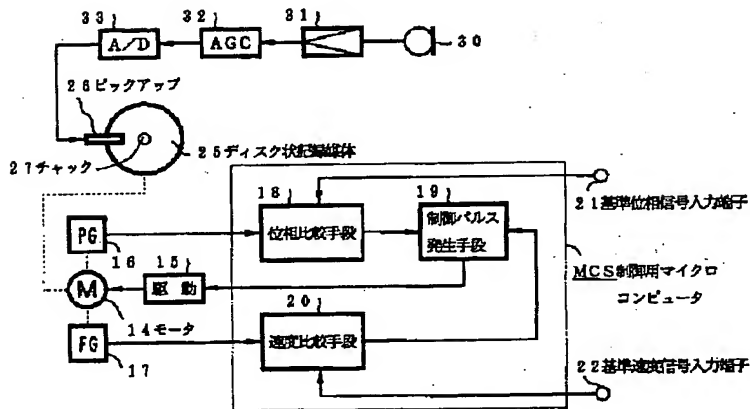 33
32
31
A/D
AGC
30
26ピックアップ
27チャック
25ディスク状記録媒体
18
19
21基準位相信号入力端子
PG
位相比較手段
制御パルス
発生手段
16
15
MCS制御用マイクロ
コンピュータ
M
駆動
20
14モータ
FG
速度比較手段
17
22基準速度信号入力端子